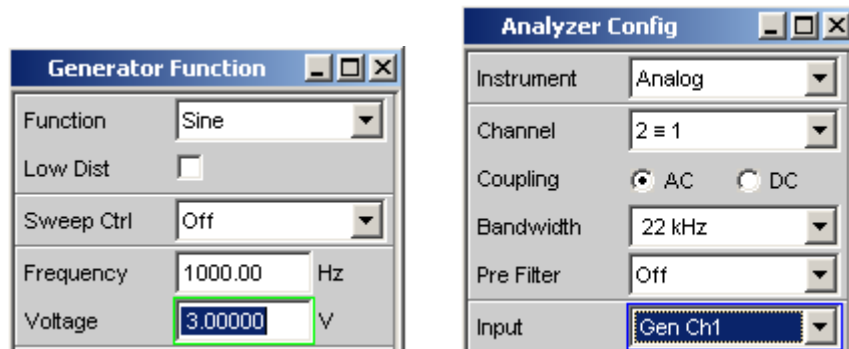 Generator Function
Function Sine
Low Dist
Sweep Ctrl Off
Frequency 1000.00 Hz
Voltage 3.00000 V
Analyzer Config
Instrument Analog
Channel 2 ≡ 1
Coupling AC DC
Bandwidth 22 kHz
Pre Filter Off
Input Gen Ch1